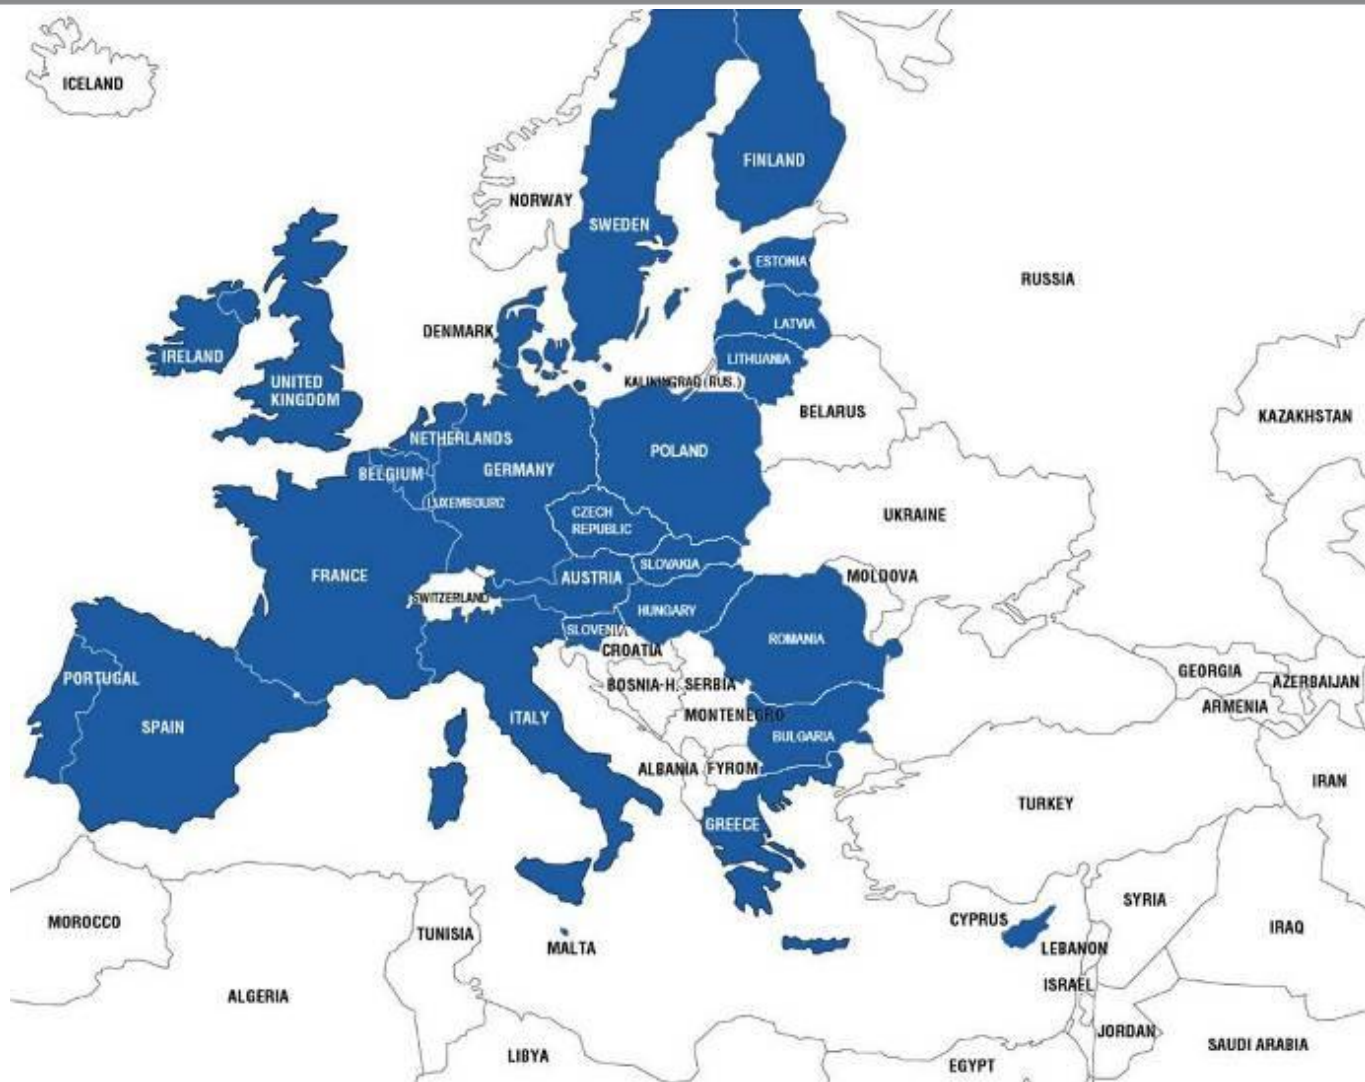 ICELAND
FINLAND
NORWAY
SWEDEN
ESTONIA
RUSSIA
DENMARK
LATVIA
IRELAND
LITHUANIA
UNITED
KINGDOM
KALININGRAD (RUS.)
BELARUS
KAZAKHSTAN
NETHERLANDS
POLAND
BELGIUM
GERMANY
LUXEMBOURG
CZECH
REPUBLIC
UKRAINE
SLOVAKIA
FRANCE
AUSTRIA
MOLDOVA
SWITZERLAND
HUNGARY
SLOVENIA
ROMANIA
CROATIA
GEORGIA
PORTUGAL
BOSNIA-H.
SERBIA
AZERBAIJAN
ARMENIA
MONTENEGRO
ITALY
SPAIN
BULGARIA
ALBANIA
FYROM
IRAN
TURKEY
GREECE
SYRIA
MOROCCO
CYPRUS
IRAQ
TUNISIA
MALTA
LEBANON
ISRAEL
ALGERIA
JORDAN
SAUDI ARABIA
LIBYA
EGYPT